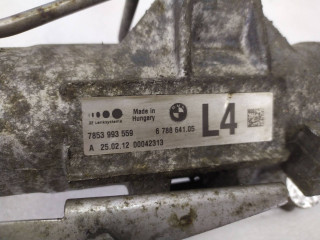 Made in
Hungary
ZF Lenksysteme
7853 993 559
6 788 641.05
L4
A 25.02.12 00042313